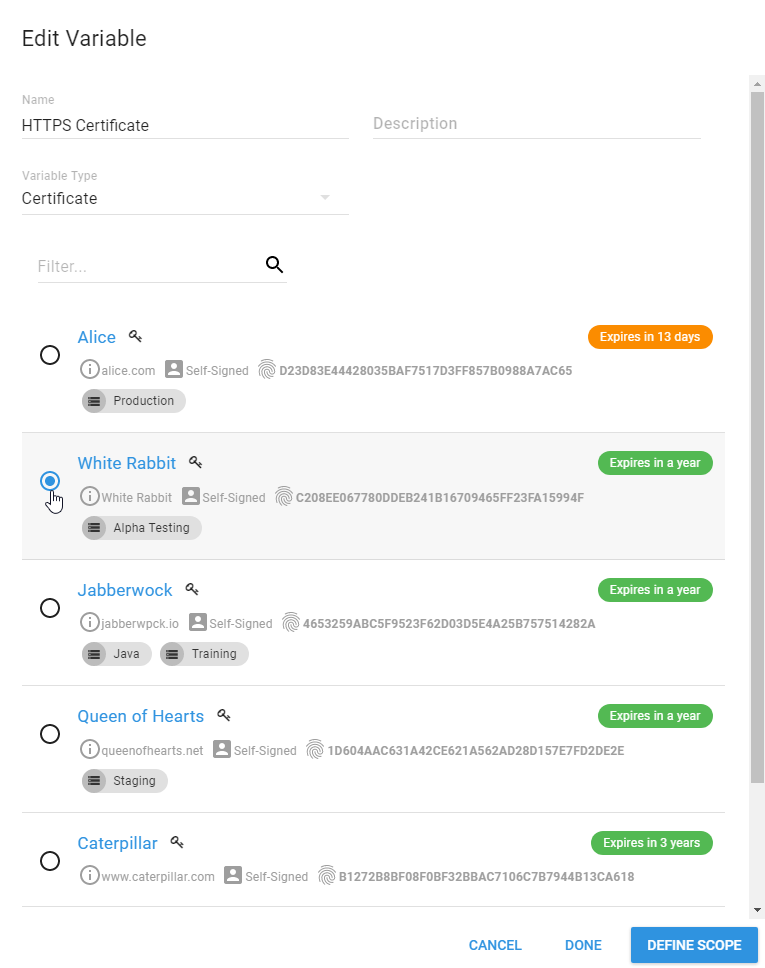 Edit Variable
Name
HTTPS Certificate
Description
Variable Type
Certificate
Filter...
Alice Expires in 13 days
alice.com Self-Signed D23D83E44428035BAF7517D3FF857B0988A7AC65
Production
White Rabbit Expires in a year
White Rabbit Self-Signed C208EE067780DDEB241B16709465FF23FA15994F
Alpha Testing
Jabberwock Expires in a year
jabberwpck.io Self-Signed 4653259ABC5F9523F62D03D5E4A25B757514282A
Java Training
Queen of Hearts Expires in a year
queenofhearts.net Self-Signed 1D604AAC631A42CE621A562AD28D157E7FD2DE2E
Staging
Caterpillar Expires in 3 years
www.caterpillar.com Self-Signed B1272B8BF08F0BF32BBAC7106C7B7944B13CA618
CANCEL DONE DEFINE SCOPE